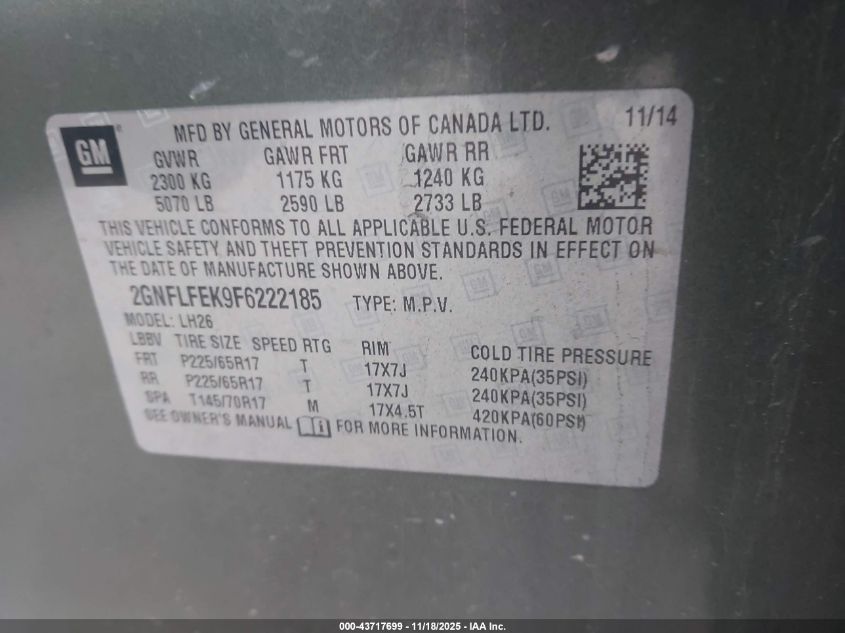 GM
MFD BY GENERAL MOTORS OF CANADA LTD. 11/14
GVWR GAWR FRT GAWR RR
2300 KG 1175 KG 1240 KG
5070 LB 2590 LB 2733 LB
THIS VEHICLE CONFORMS TO ALL APPLICABLE U.S. FEDERAL MOTOR
VEHICLE SAFETY AND THEFT PREVENTION STANDARDS IN EFFECT ON
THE DATE OF MANUFACTURE SHOWN ABOVE.
2GNFLFEK9F6222185 TYPE: M.P.V.
MODEL: LH26
LBBV TIRE SIZE SPEED RTG RIM COLD TIRE PRESSURE
FRT P225/65R17 T 17X7J 240KPA(35PSI)
RR P225/65R17 T 17X7J 240KPA(35PSI)
SPA T145/70R17 M 17X4.5T 420KPA(60PSI)
SEE OWNER'S MANUAL FOR MORE INFORMATION.
000-43717699 - 11/18/2025 - IAA Inc.